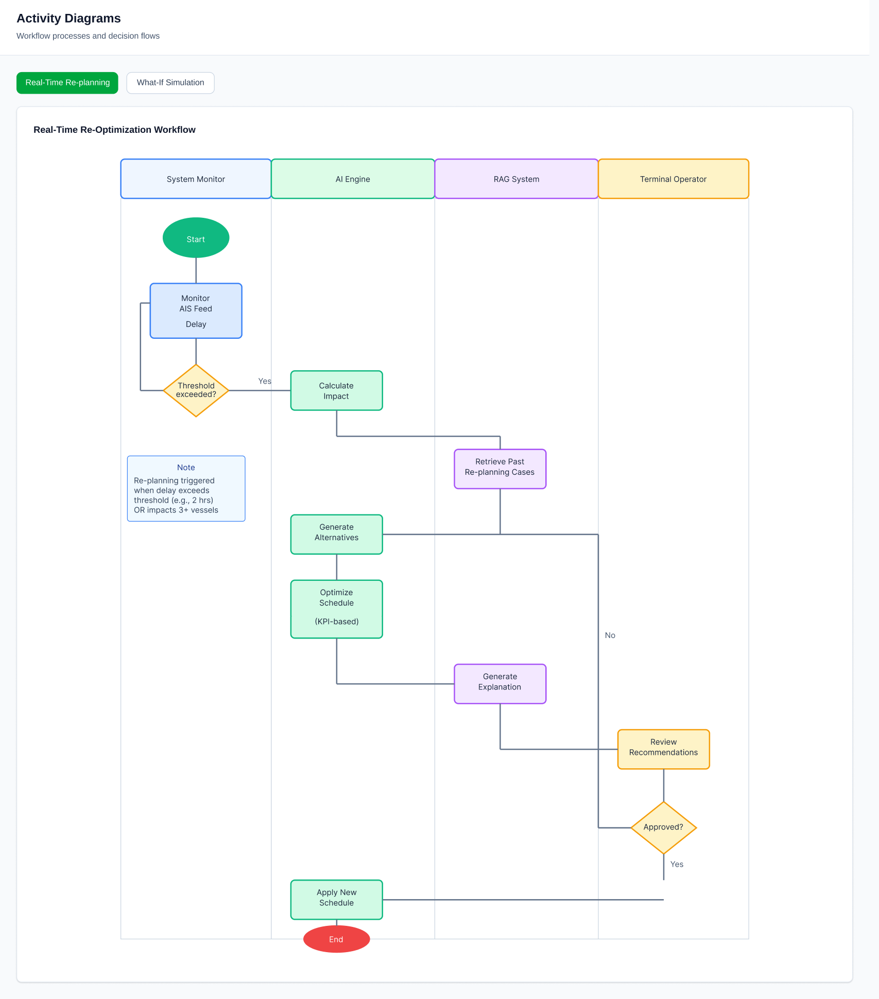 Activity Diagrams
Workflow processes and decision flows
Real-Time Re-planning
What-If Simulation
Real-Time Re-Optimization Workflow
System Monitor
AI Engine
RAG System
Terminal Operator
Start
Monitor
AIS Feed
Delay
Threshold
exceeded?
Yes
Calculate
Impact
Retrieve Past
Re-planning Cases
Note
Re-planning triggered
when delay exceeds
threshold (e.g., 2 hrs)
OR impacts 3+ vessels
Generate
Alternatives
Optimize
Schedule
(KPI-based)
No
Generate
Explanation
Review
Recommendations
Approved?
Yes
Apply New
Schedule
End